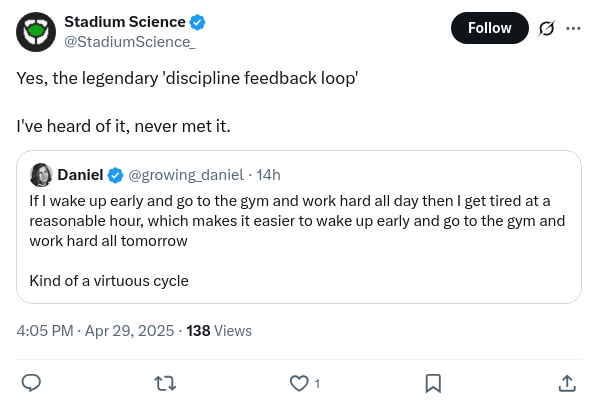 Stadium Science
@StadiumScience_
Follow
Yes, the legendary 'discipline feedback loop'
I've heard of it, never met it.
Daniel @growing_daniel · 14h
If I wake up early and go to the gym and work hard all day then I get tired at a
reasonable hour, which makes it easier to wake up early and go to the gym and
work hard all tomorrow
Kind of a virtuous cycle
4:05 PM · Apr 29, 2025 · 138 Views
1